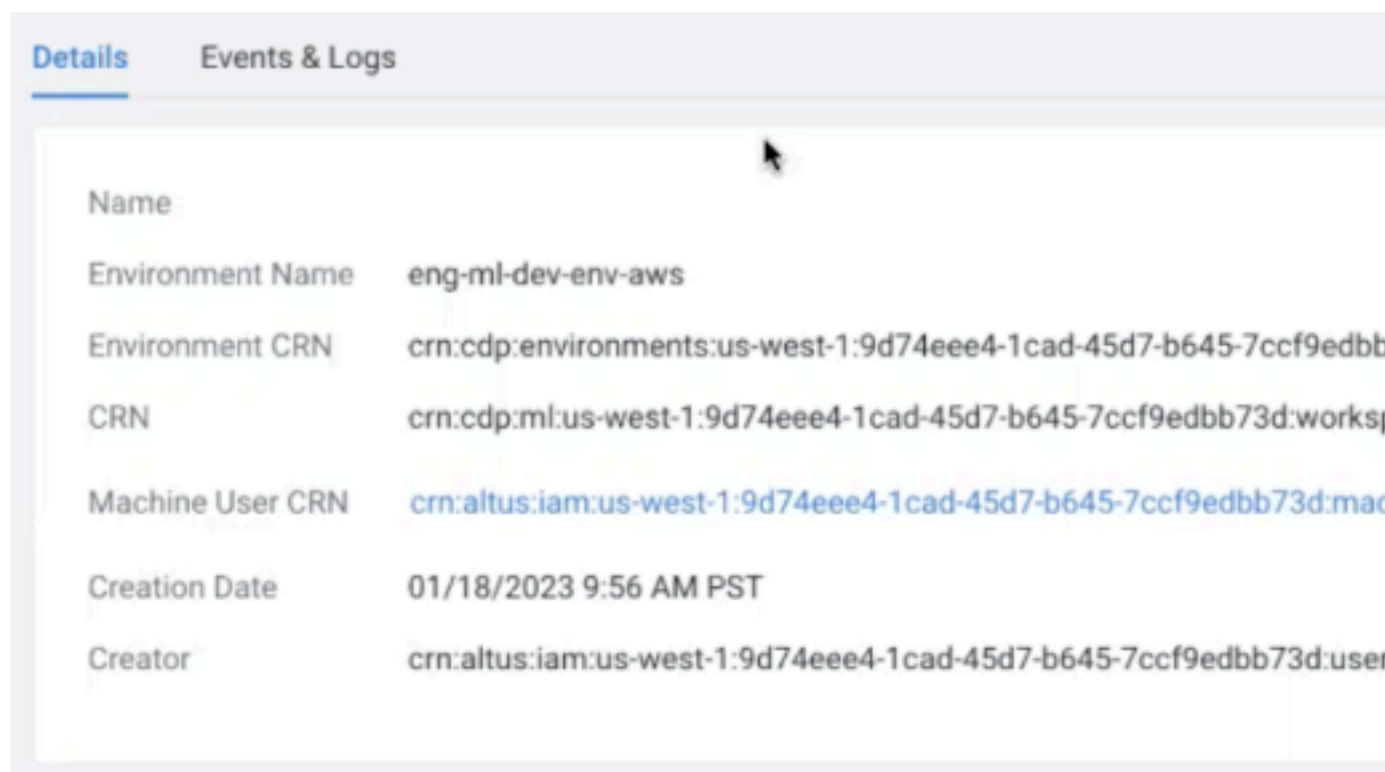 Details Events & Logs
Name
Environment Name eng-ml-dev-env-aws
Environment CRN crn:cdp:environments:us-west-1:9d74eee4-1cad-45d7-b645-7ccf9edbb
CRN crn:cdp:ml:us-west-1:9d74eee4-1cad-45d7-b645-7ccf9edbb73d:worksp
Machine User CRN crn:altus:iam:us-west-1:9d74eee4-1cad-45d7-b645-7ccf9edbb73d:mac
Creation Date 01/18/2023 9:56 AM PST
Creator crn:altus:iam:us-west-1:9d74eee4-1cad-45d7-b645-7ccf9edbb73d:user